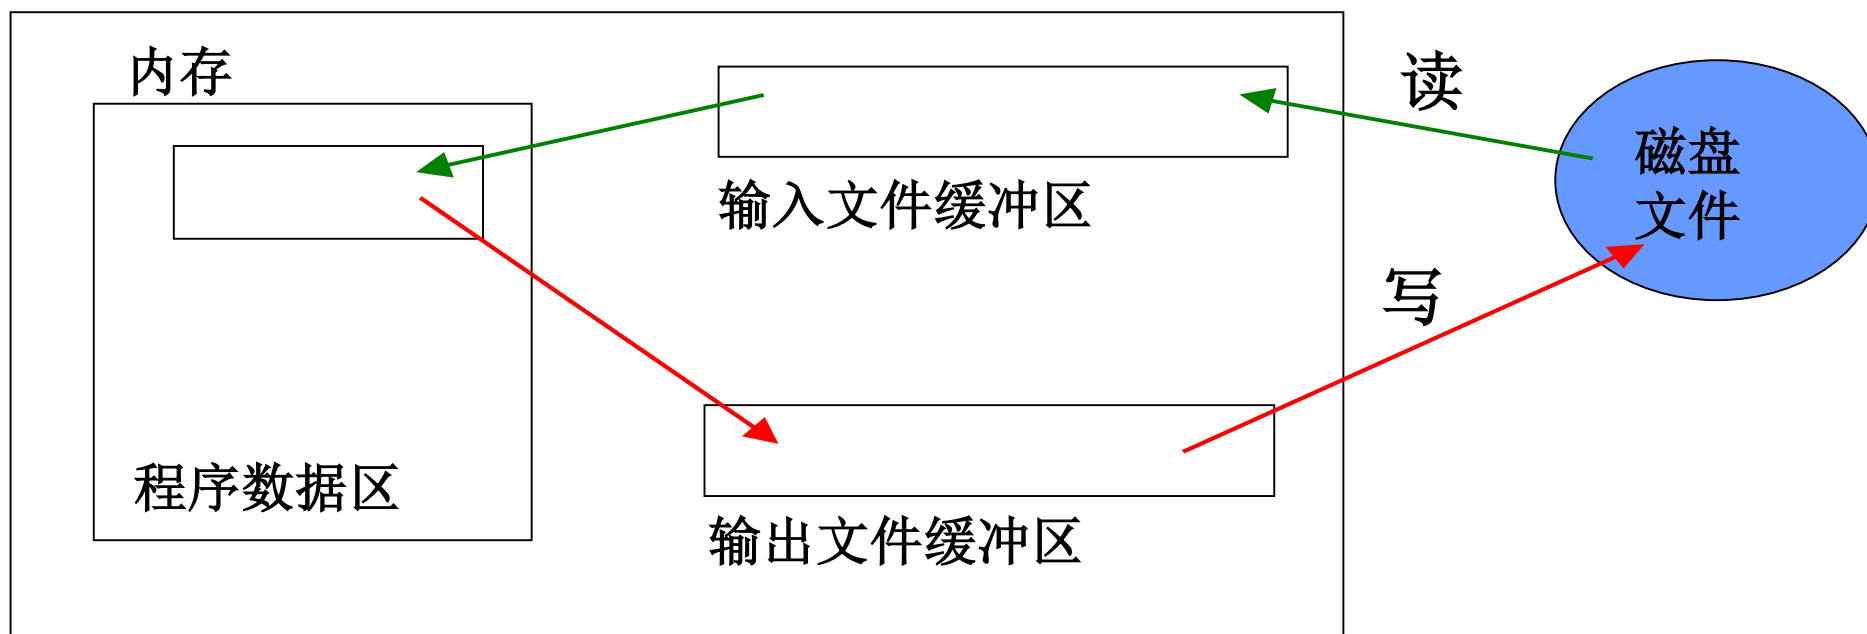 内存
读
磁盘
文件
输入文件缓冲区
写
程序数据区
输出文件缓冲区